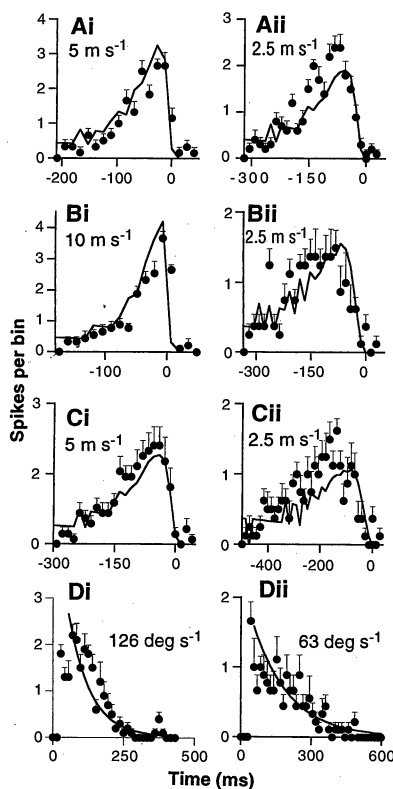 Ai Aii
5 m s⁻¹ 2.5 m s⁻¹
4 3
3 2
2
1 1
0 0
-200 -100 0 -300 -150 0
Bi Bii
10 m s⁻¹ 2.5 m s⁻¹
4 2
3
2 1
1
0 0
-100 0 -300 -150 0
Spikes per bin
Ci Cii
5 m s⁻¹ 2.5 m s⁻¹
3 2
2
1
0 0
-300 -150 0 -400 -200 0
Di Dii
126 deg s⁻¹ 63 deg s⁻¹
3 2
2
1 1
0 0
0 250 500 0 200 400 600
Time (ms)